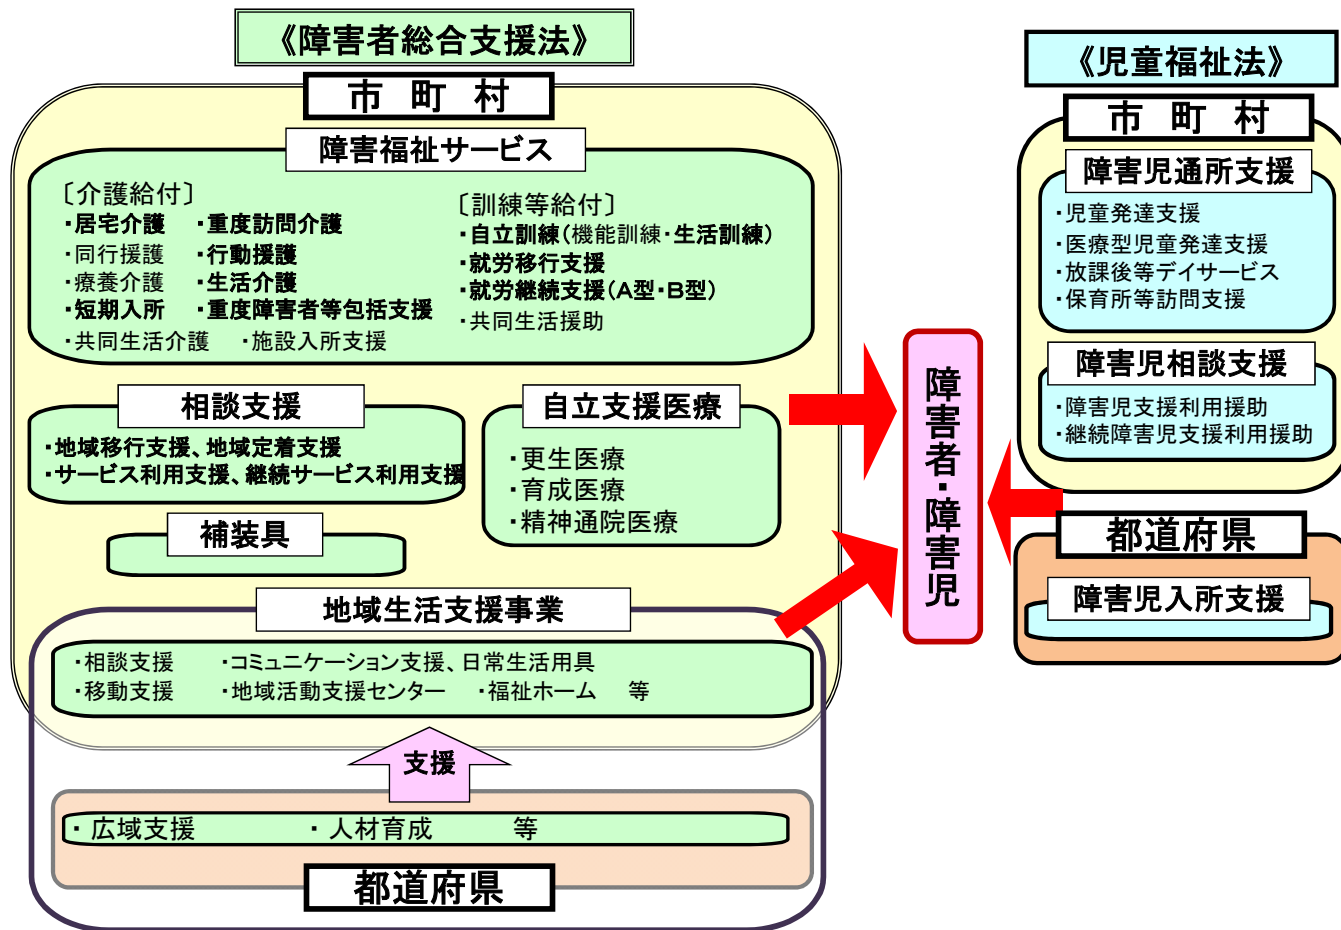 《障害者総合支援法》
市 町 村
障害福祉サービス
〔介護給付〕
・居宅介護 ・重度訪問介護
・同行援護 ・行動援護
・療養介護 ・生活介護
・短期入所 ・重度障害者等包括支援
・共同生活介護 ・施設入所支援
〔訓練等給付〕
・自立訓練(機能訓練・生活訓練)
・就労移行支援
・就労継続支援(A型・B型)
・共同生活援助
相談支援
・地域移行支援、地域定着支援
・サービス利用支援、継続サービス利用支援
自立支援医療
・更生医療
・育成医療
・精神通院医療
補装具
地域生活支援事業
・相談支援 ・コミュニケーション支援、日常生活用具
・移動支援 ・地域活動支援センター ・福祉ホーム 等
支援
・ 広域支援 ・ 人材育成 等
都道府県
障害者・障害児
《児童福祉法》
市 町 村
障害児通所支援
・児童発達支援
・医療型児童発達支援
・放課後等デイサービス
・保育所等訪問支援
障害児相談支援
・障害児支援利用援助
・継続障害児支援利用援助
都道府県
障害児入所支援